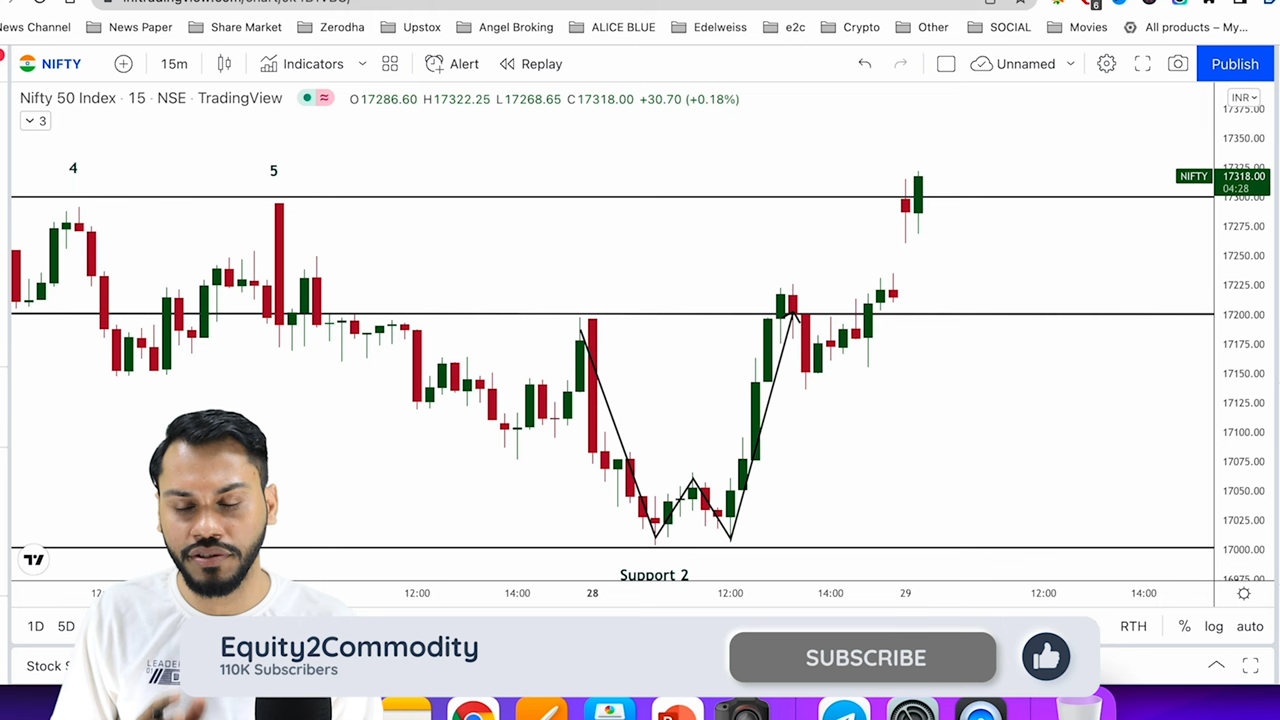 News Channel News Paper Share Market Zerodha Upstox Angel Broking ALICE BLUE Edelweiss e2c Crypto Other SOCIAL Movies All products – My...
NIFTY 15m Indicators Alert Replay Unnamed Publish
Nifty 50 Index · 15 · NSE · TradingView O17286.60 H17322.25 L17268.65 C17318.00 +30.70 (+0.18%)
INR
3
17375.00
17350.00
4
5
17325.00
NIFTY 17318.00
04:28
17300.00
17275.00
17250.00
17225.00
17200.00
17175.00
17150.00
17125.00
17100.00
17075.00
17050.00
17025.00
17000.00
Support 2
16975.00
12:00 14:00 28 12:00 14:00 29 12:00 14:00
1D 5D RTH % log auto
Equity2Commodity
110K Subscribers
SUBSCRIBE
Stock S